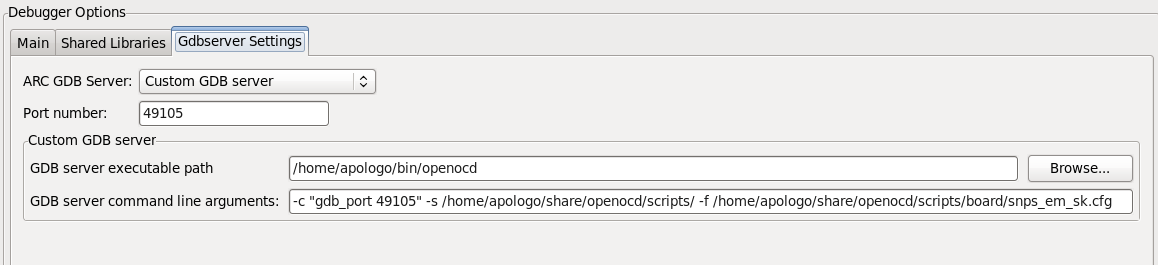 Debugger Options
Main Shared Libraries Gdbserver Settings
ARC GDB Server: Custom GDB server
Port number: 49105
Custom GDB server
GDB server executable path /home/apologo/bin/openocd Browse...
GDB server command line arguments: -c "gdb_port 49105" -s /home/apologo/share/openocd/scripts/ -f /home/apologo/share/openocd/scripts/board/snps_em_sk.cfg